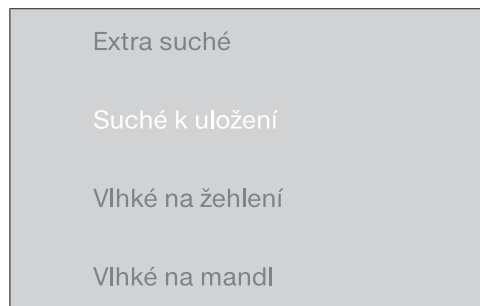 Extra suché
Suché k uložení
Vlhké na žehlení
Vlhké na mandl